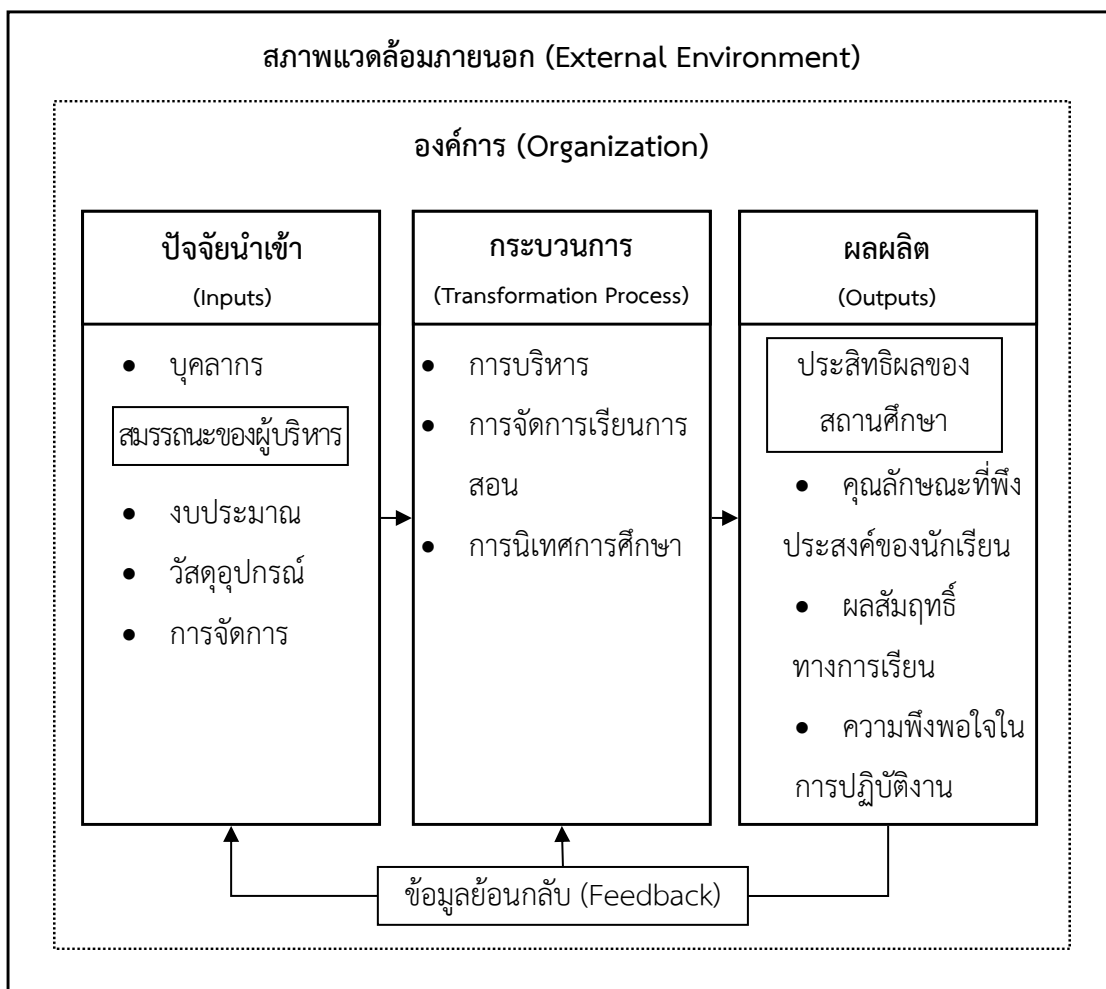 สภาพแวดล้อมภายนอก (External Environment)
องค์การ (Organization)
ปัจจัยนำเข้า
(Inputs)
• บุคลากร
สมรรถนะของผู้บริหาร
• งบประมาณ
• วัสดุอุปกรณ์
• การจัดการ
กระบวนการ
(Transformation Process)
• การบริหาร
• การจัดการเรียนการ
สอน
• การนิเทศการศึกษา
ผลผลิต
(Outputs)
ประสิทธิผลของ
สถานศึกษา
• คุณลักษณะที่พึง
ประสงค์ของนักเรียน
• ผลสัมฤทธิ์
ทางการเรียน
• ความพึงพอใจใน
การปฏิบัติงาน
ข้อมูลย้อนกลับ (Feedback)